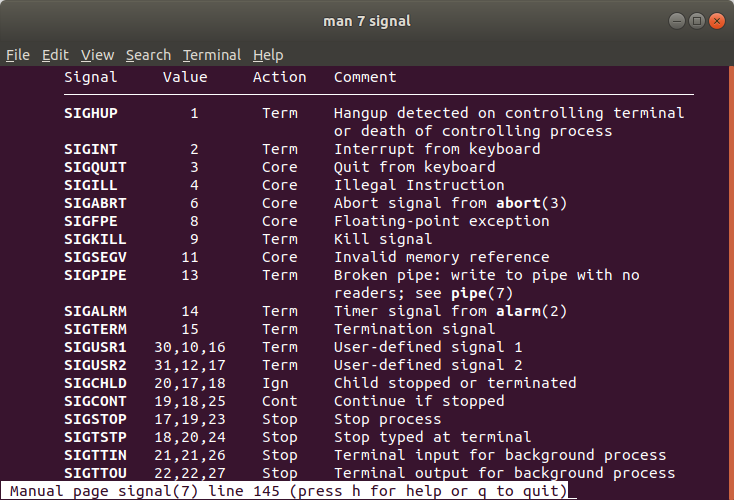 man 7 signal
File Edit View Search Terminal Help
Signal Value Action Comment
SIGHUP 1 Term Hangup detected on controlling terminal
or death of controlling process
SIGINT 2 Term Interrupt from keyboard
SIGQUIT 3 Core Quit from keyboard
SIGILL 4 Core Illegal Instruction
SIGABRT 6 Core Abort signal from abort(3)
SIGFPE 8 Core Floating-point exception
SIGKILL 9 Term Kill signal
SIGSEGV 11 Core Invalid memory reference
SIGPIPE 13 Term Broken pipe: write to pipe with no
readers; see pipe(7)
SIGALRM 14 Term Timer signal from alarm(2)
SIGTERM 15 Term Termination signal
SIGUSR1 30,10,16 Term User-defined signal 1
SIGUSR2 31,12,17 Term User-defined signal 2
SIGCHLD 20,17,18 Ign Child stopped or terminated
SIGCONT 19,18,25 Cont Continue if stopped
SIGSTOP 17,19,23 Stop Stop process
SIGTSTP 18,20,24 Stop Stop typed at terminal
SIGTTIN 21,21,26 Stop Terminal input for background process
SIGTTOU 22,22,27 Stop Terminal output for background process
Manual page signal(7) line 145 (press h for help or q to quit)